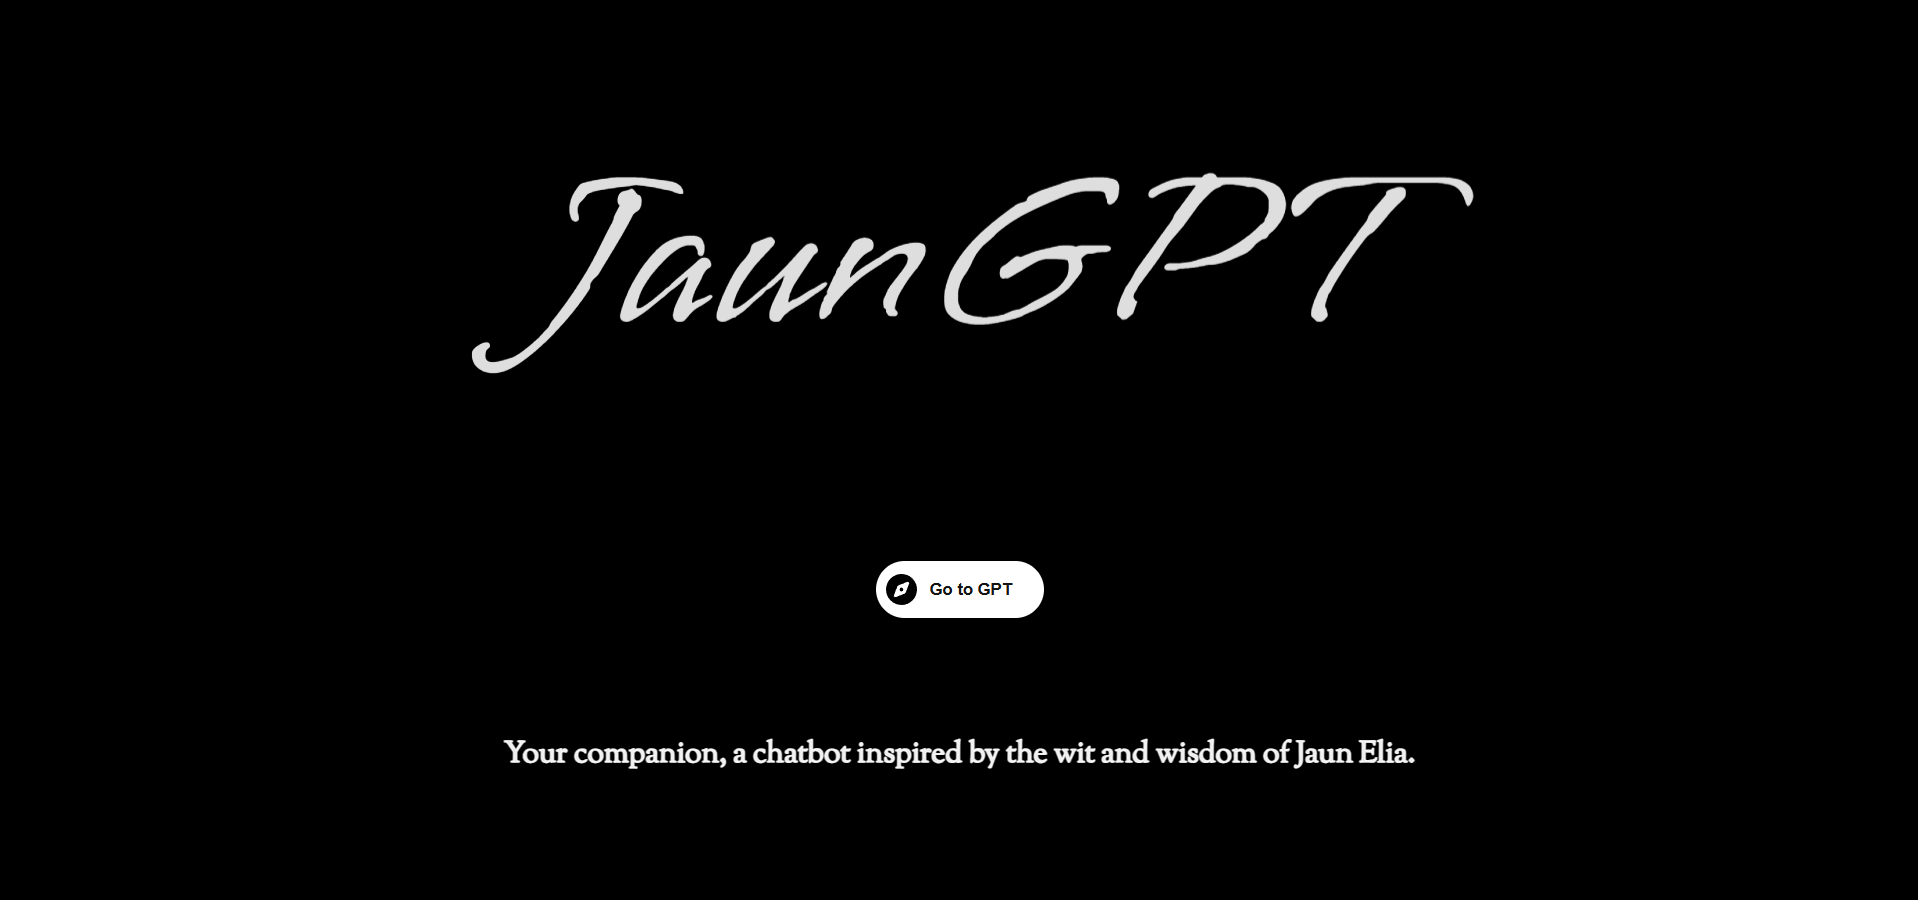 JaunGPT
Go to GPT
Your companion, a chatbot inspired by the wit and wisdom of Jaun Elia.